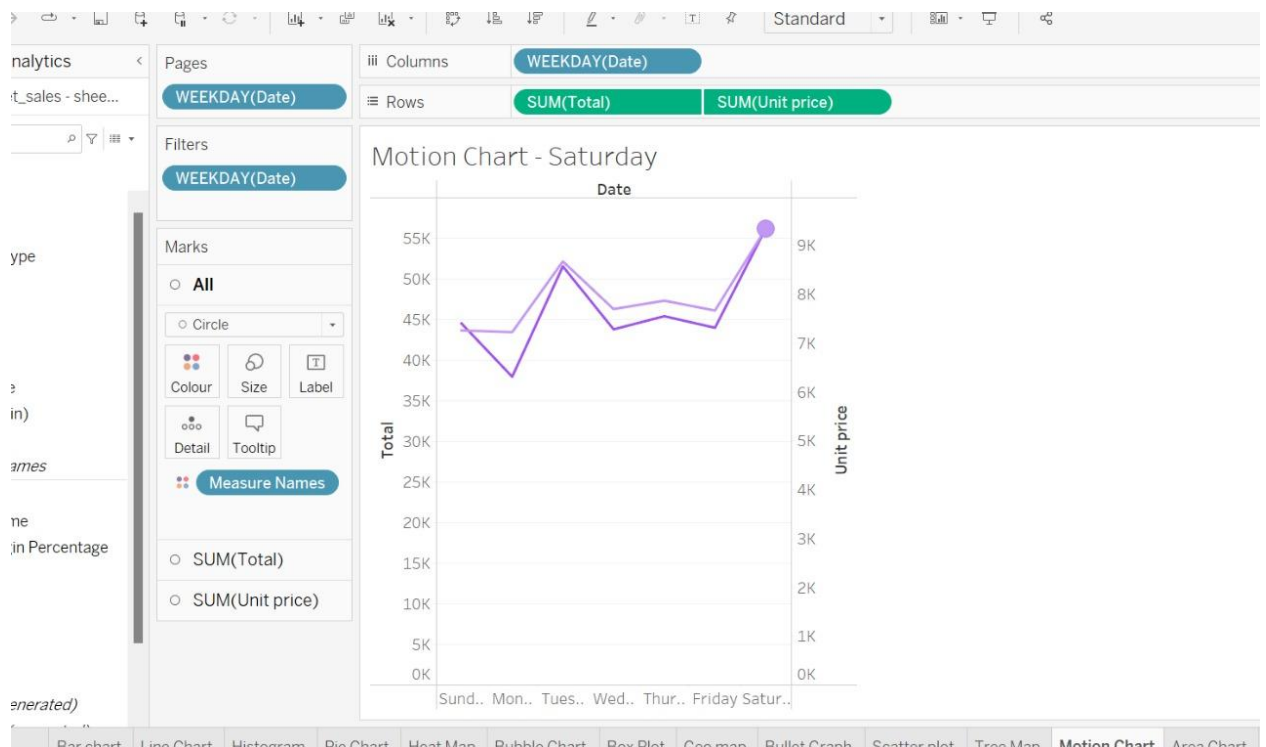 Standard
nalytics
Pages
Columns
WEEKDAY(Date)
t_sales - shee...
WEEKDAY(Date)
Rows
SUM(Total)
SUM(Unit price)
Filters
WEEKDAY(Date)
Motion Chart - Saturday
Date
ype
Marks
All
Circle
Colour
Size
Label
Detail
Tooltip
Measure Names
in)
ames
me
in Percentage
SUM(Total)
SUM(Unit price)
enerated)
Total
55K
50K
45K
40K
35K
30K
25K
20K
15K
10K
5K
0K
9K
8K
7K
6K
5K
4K
3K
2K
1K
0K
Unit price
Sund.. Mon.. Tues.. Wed.. Thur.. Friday Satur..
Bar chart Line Chart Histogram Pie Chart Heat Map Bubble Chart Box Plot Geo map Bullet Graph Scatter plot Tree Map Motion Chart Area Chart